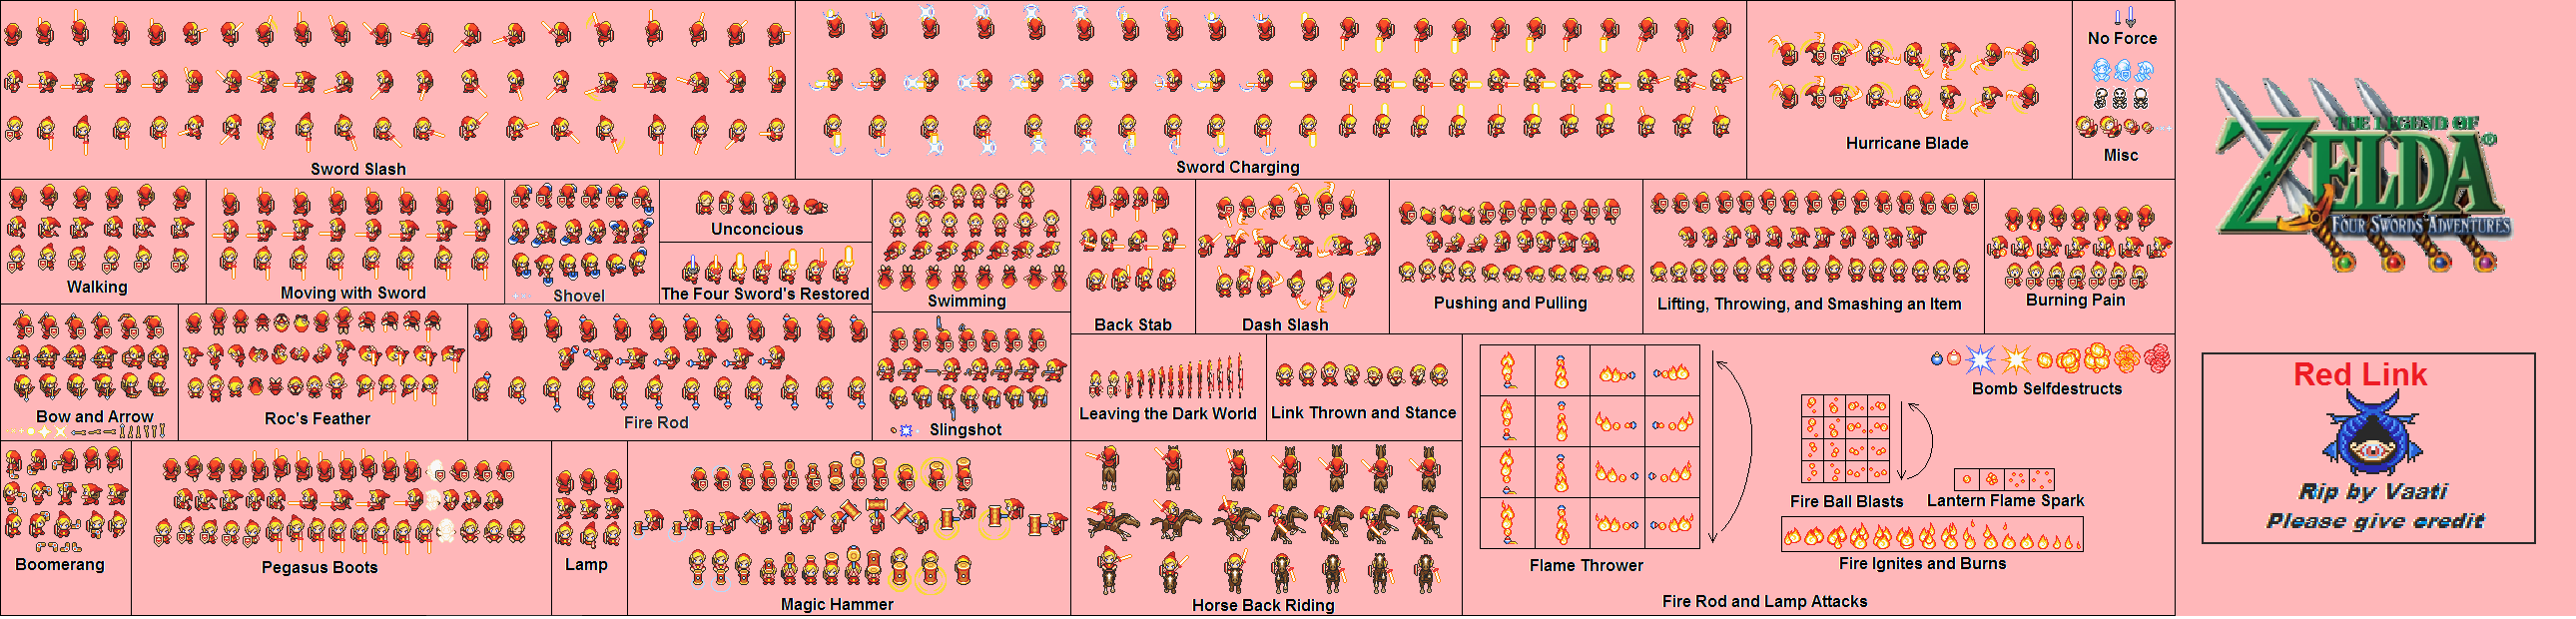 Sword Slash
Sword Charging
Hurricane Blade
No Force
Misc
THE LEGEND OF
ZELDA®
FOUR SWORDS ADVENTURES
Walking
Moving with Sword
Shovel
Unconcious
The Four Sword's Restored
Swimming
Back Stab
Dash Slash
Pushing and Pulling
Lifting, Throwing, and Smashing an Item
Burning Pain
Bow and Arrow
Roc's Feather
Fire Rod
Slingshot
Leaving the Dark World
Link Thrown and Stance
Bomb Selfdestructs
Fire Ball Blasts
Lantern Flame Spark
Flame Thrower
Fire Ignites and Burns
Fire Rod and Lamp Attacks
Boomerang
Pegasus Boots
Lamp
Magic Hammer
Horse Back Riding
Red Link
Rip by Vaati
Please give credit